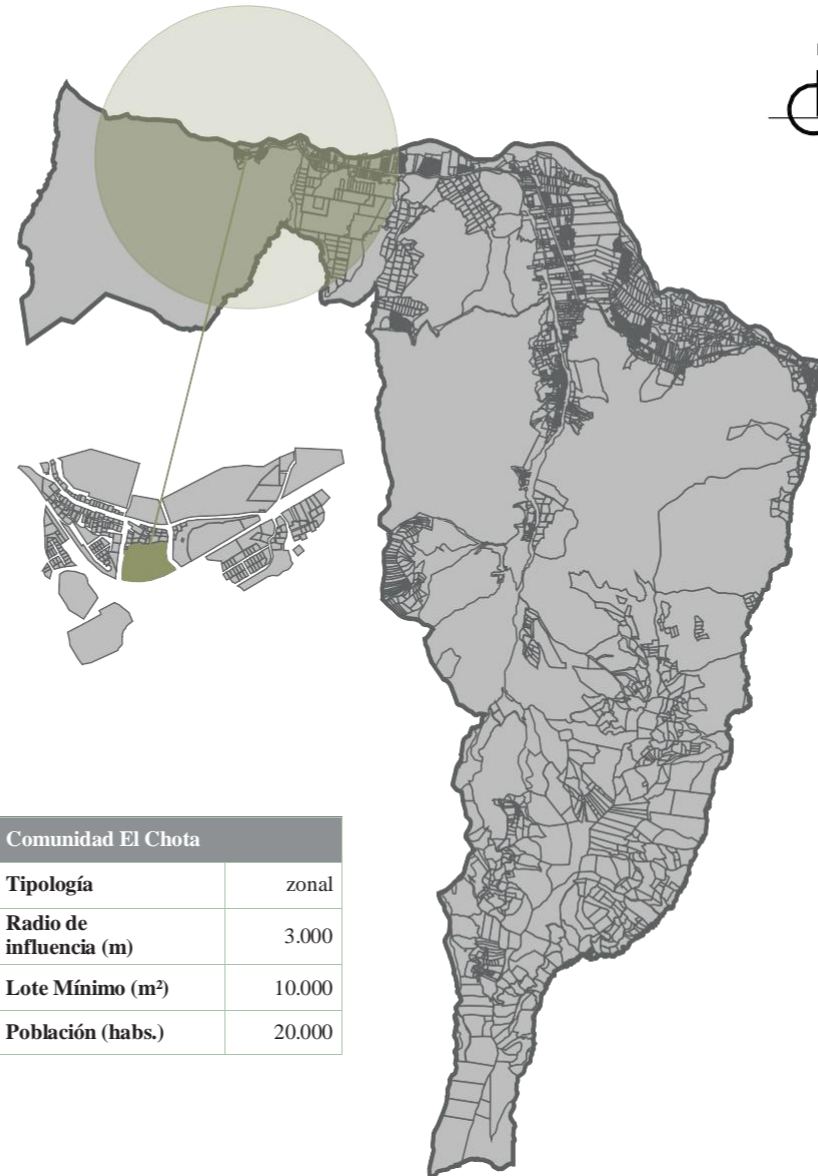 Comunidad El Chota
Tipología zonal
Radio de
influencia (m) 3.000
Lote Mínimo (m²) 10.000
Población (habs.) 20.000